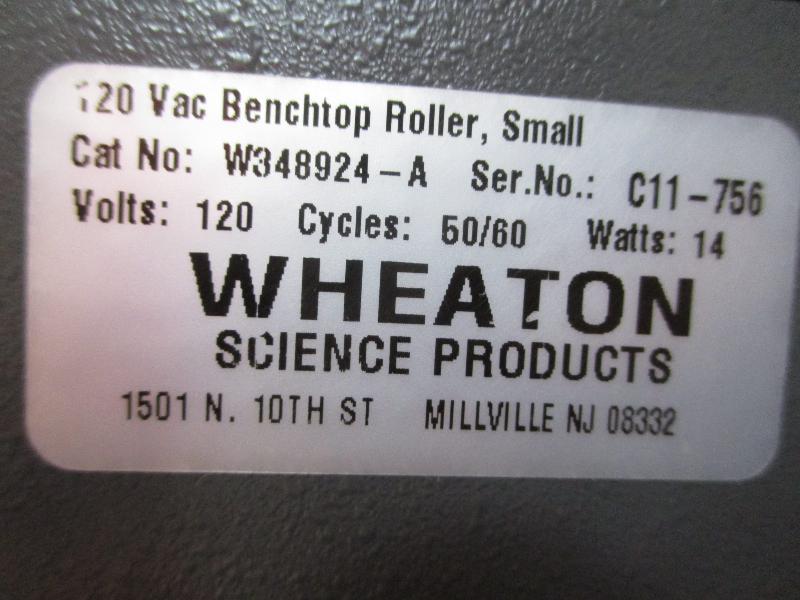 120 Vac Benchtop Roller, Small
Cat No: W348924-A Ser.No.: C11-756
Volts: 120 Cycles: 50/60 Watts: 14
WHEATON
SCIENCE PRODUCTS
1501 N. 10TH ST MILLVILLE NJ 08332